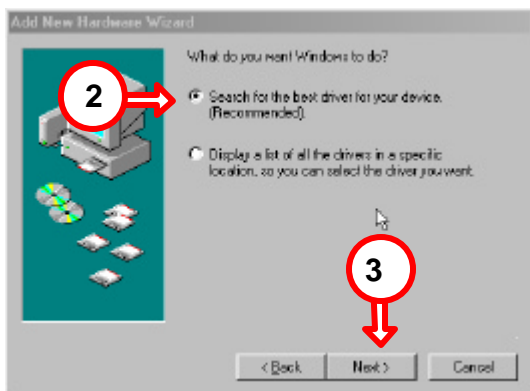 Add New Hardware Wizard
What do you want Windows to do?
2
Search for the best driver for your device.
(Recommended).
Display a list of all the drivers in a specific
location, so you can select the driver you want.
3
< Back
Next >
Cancel